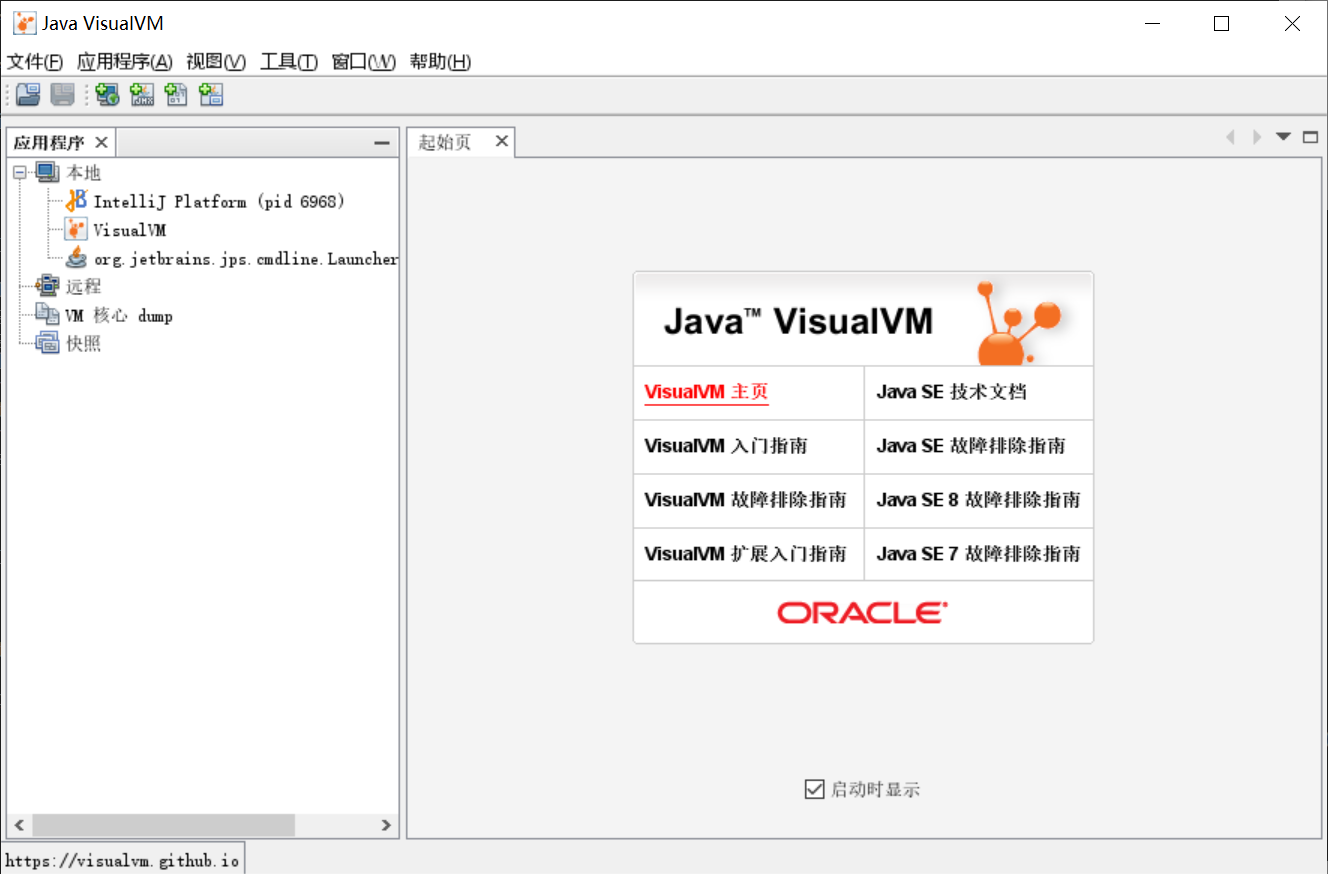 Java VisualVM
文件(F) 应用程序(A) 视图(V) 工具(T) 窗口(W) 帮助(H)
应用程序
本地
IntelliJ Platform (pid 6968)
VisualVM
org.jetbrains.jps.cmdline.Launcher
远程
VM 核心 dump
快照
起始页
Java™ VisualVM
VisualVM 主页 Java SE 技术文档
VisualVM 入门指南 Java SE 故障排除指南
VisualVM 故障排除指南 Java SE 8 故障排除指南
VisualVM 扩展入门指南 Java SE 7 故障排除指南
ORACLE
启动时显示
https://visualvm.github.io